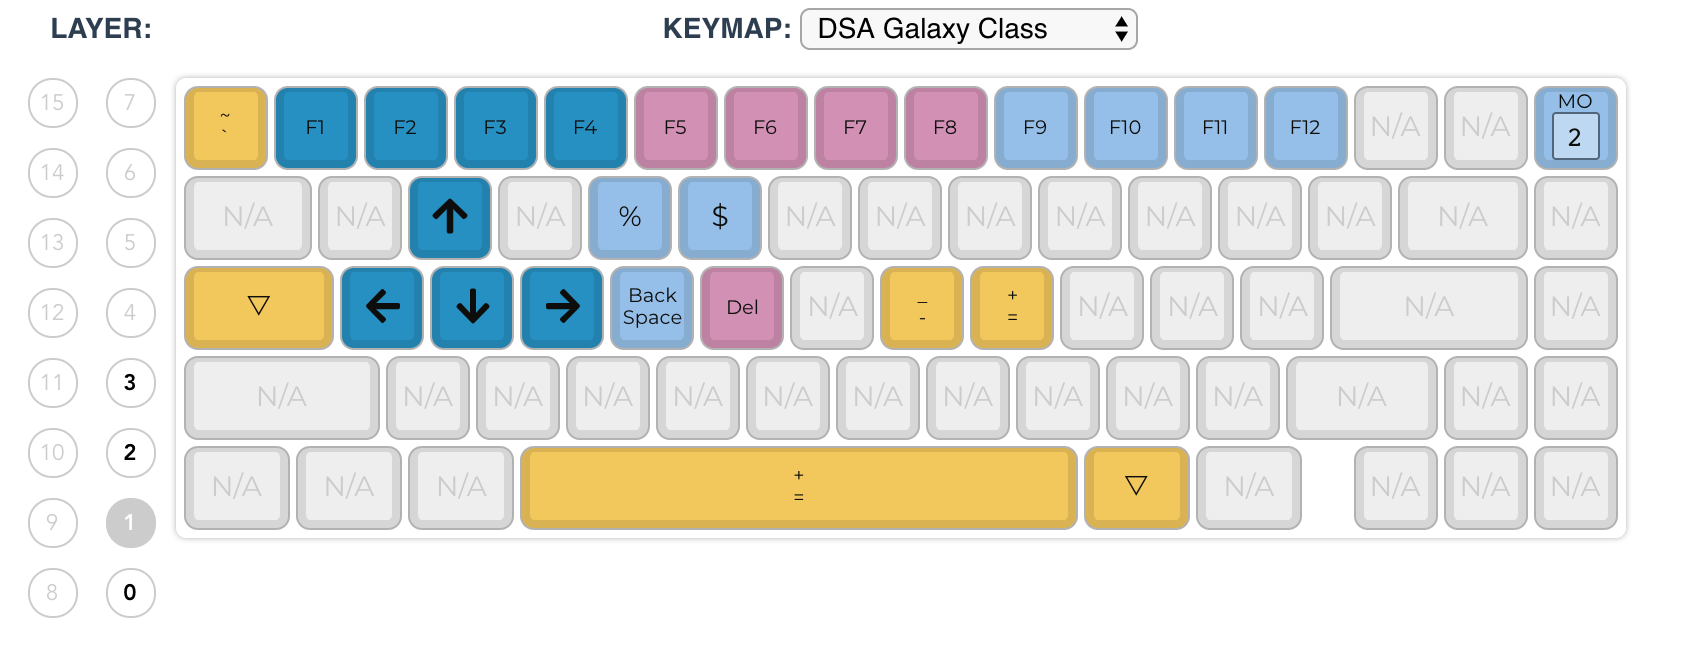 LAYER: KEYMAP: DSA Galaxy Class
15 7
~
` F1 F2 F3 F4 F5 F6 F7 F8 F9 F10 F11 F12 N/A N/A MO
2
14 6
N/A N/A ↑ N/A % $ N/A N/A N/A N/A N/A N/A N/A N/A N/A
13 5
▽ ← ↓ → Back
Space Del N/A _
- +
= N/A N/A N/A N/A N/A
12 4
N/A N/A N/A N/A N/A N/A N/A N/A N/A N/A N/A N/A N/A N/A
11 3
N/A N/A N/A +
= ▽ N/A N/A N/A N/A
10 2
9 1
8 0